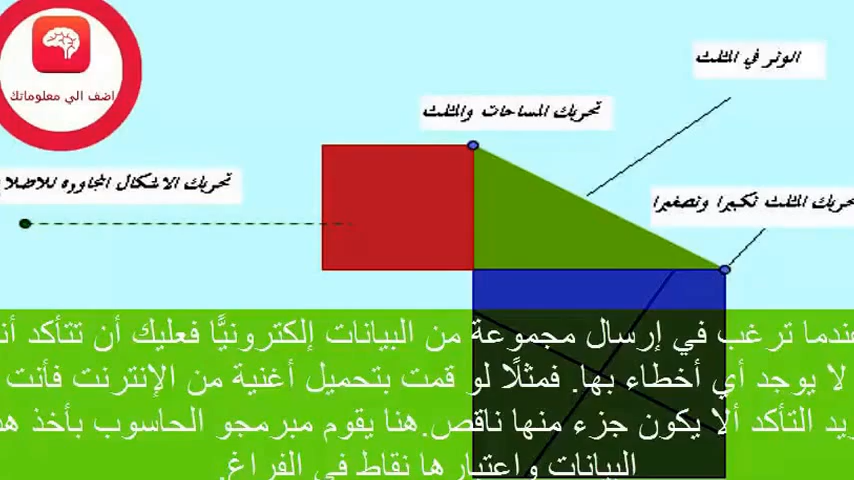 اضف الي معلوماتك
الوتر في المثلث
تحريك المساحات والمثلث
تحريك الاشكال المجاوره للاضلا
تحريك المثلث تكبيرا وتصغيرا
عندما ترغب في إرسال مجموعة من البيانات إلكترونيًّا فعليك أن تتأكد أنه
لا يوجد أي أخطاء بها. فمثلًا لو قمت بتحميل أغنية من الإنترنت فأنت
تريد التأكد ألا يكون جزء منها ناقص.هنا يقوم مبرمجو الحاسوب بأخذ هذه
البيانات واعتبارها نقاط في الفراغ.